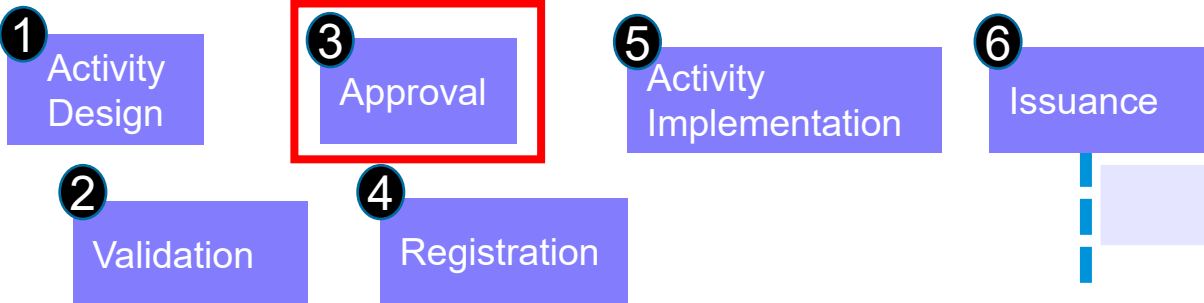 1
Activity
Design
2
Validation
3
Approval
4
Registration
5
Activity
Implementation
6
Issuance